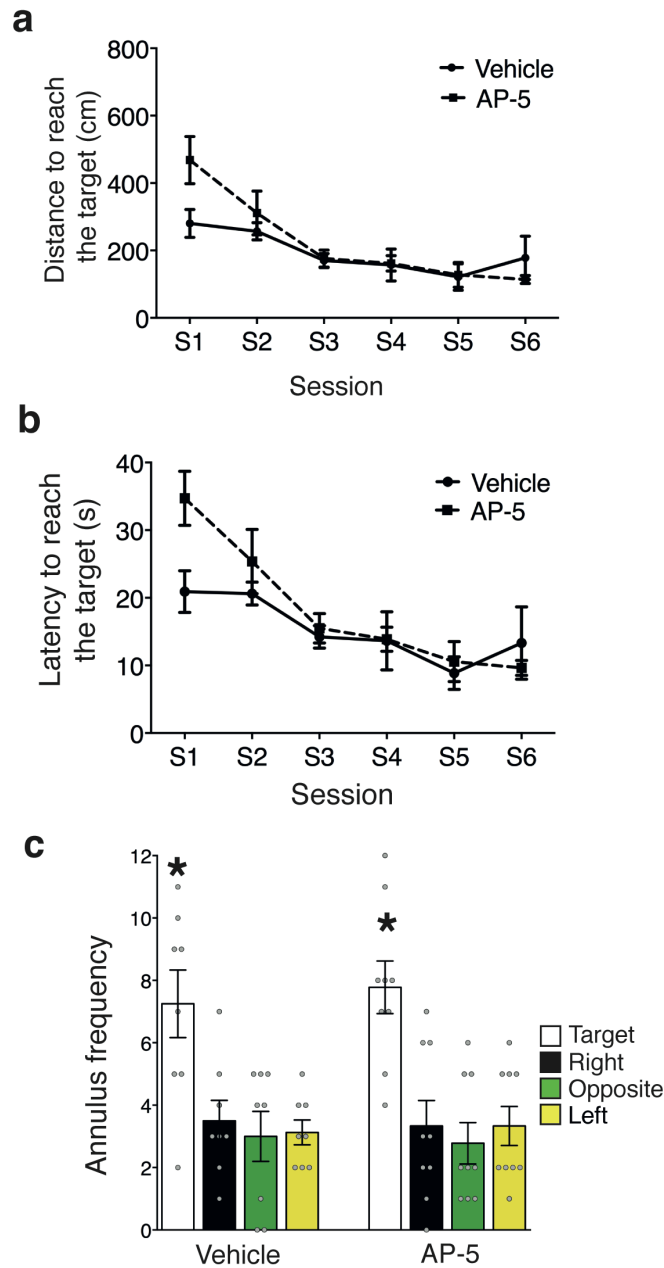 a
Distance to reach
the target (cm)
800
600
400
200
0
Vehicle
AP-5
S1 S2 S3 S4 S5 S6
Session
b
Latency to reach
the target (s)
40
30
20
10
0
Vehicle
AP-5
S1 S2 S3 S4 S5 S6
Session
c
Annulus frequency
12
10
8
6
4
2
0
*
*
Target
Right
Opposite
Left
Vehicle AP-5